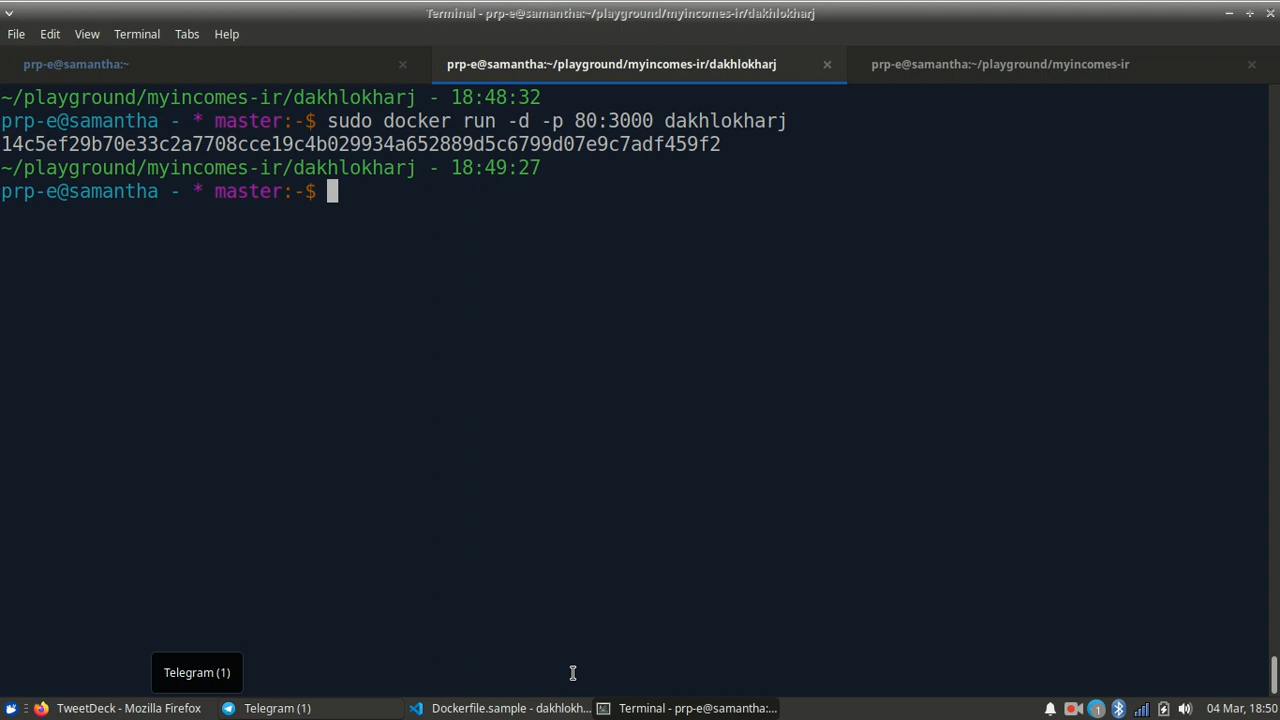 Terminal - prp-e@samantha:~/playground/myincomes-ir/dakhlokharj
File Edit View Terminal Tabs Help
prp-e@samantha:~ prp-e@samantha:~/playground/myincomes-ir/dakhlokharj prp-e@samantha:~/playground/myincomes-ir
~/playground/myincomes-ir/dakhlokharj - 18:48:32
prp-e@samantha - * master:-$ sudo docker run -d -p 80:3000 dakhlokharj
14c5ef29b70e33c2a7708cce19c4b029934a652889d5c6799d07e9c7adf459f2
~/playground/myincomes-ir/dakhlokharj - 18:49:27
prp-e@samantha - * master:-$
Telegram (1)
TweetDeck - Mozilla Firefox Telegram (1) Dockerfile.sample - dakhlokh... Terminal - prp-e@samantha:... 1 04 Mar, 18:50